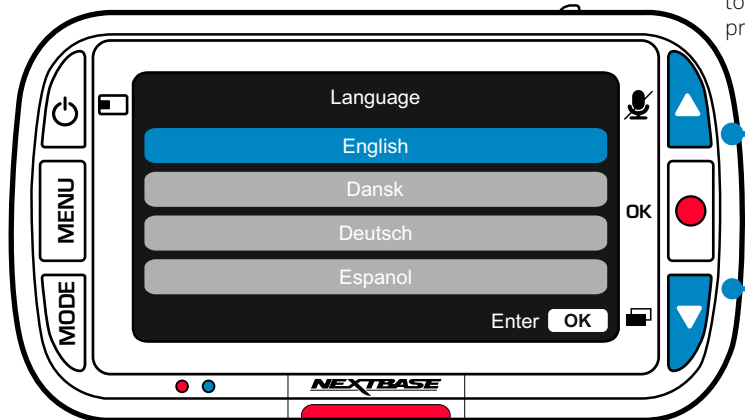 to
pr
Language
English
MENU
Dansk
OK
Deutsch
Espanol
MODE
Enter OK
NEXTBASE